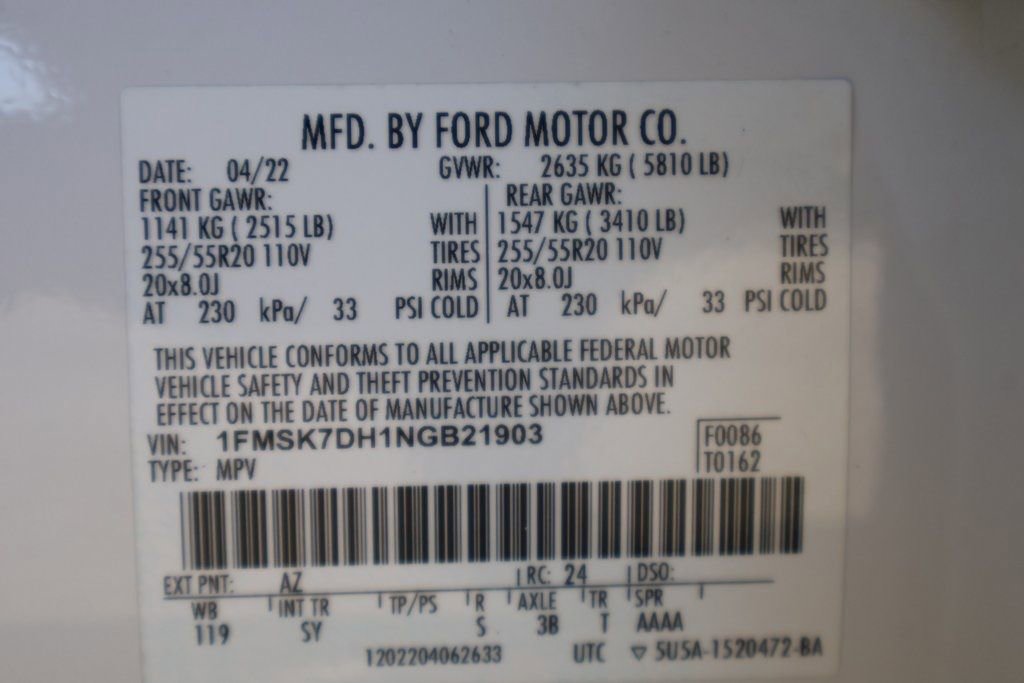 MFD. BY FORD MOTOR CO.
DATE: 04/22 GVWR: 2635 KG ( 5810 LB)
FRONT GAWR: REAR GAWR:
1141 KG ( 2515 LB) WITH 1547 KG ( 3410 LB) WITH
255/55R20 110V TIRES 255/55R20 110V TIRES
20x8.0J RIMS 20x8.0J RIMS
AT 230 kPa/ 33 PSI COLD AT 230 kPa/ 33 PSI COLD
THIS VEHICLE CONFORMS TO ALL APPLICABLE FEDERAL MOTOR
VEHICLE SAFETY AND THEFT PREVENTION STANDARDS IN
EFFECT ON THE DATE OF MANUFACTURE SHOWN ABOVE.
VIN: 1FMSK7DH1NGB21903 F0086
TYPE: MPV T0162
EXT PNT: AZ RC: 24 DSO:
WB INT TR TP/PS R AXLE TR SPR
119 SY S 3B T AAAA
1202204062633 UTC ▽ 5U5A-1520472-BA